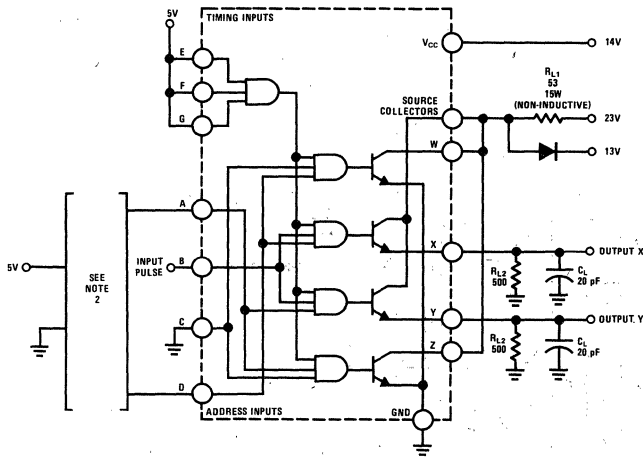 5V
TIMING INPUTS
E
F
G
VCC
14V
RL1
53
15W
(NON-INDUCTIVE)
SOURCE
COLLECTORS
23V
13V
W
A
5V
SEE
NOTE
2
INPUT
PULSE
B
X
OUTPUT X
RL2
500
CL
20 pF
C
Y
OUTPUT Y
RL2
500
CL
20 pF
Z
D
ADDRESS INPUTS
GND